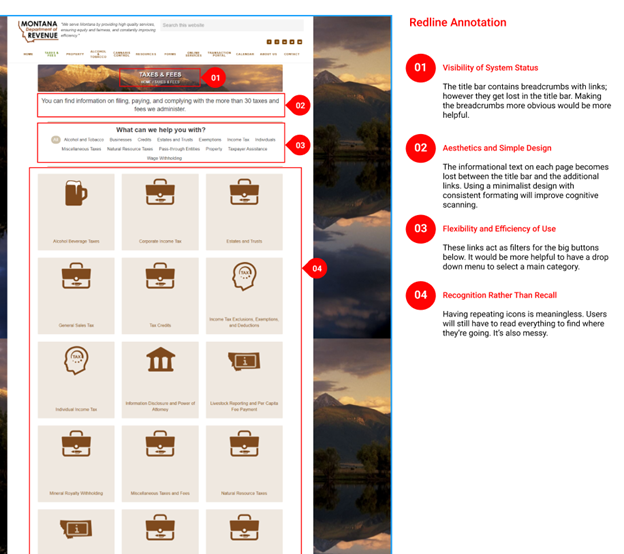 MONTANA
Department of
REVENUE
"We serve Montana by providing high quality services,
ensuring equity and fairness, and constantly improving
efficiency."
Search this website
HOME
TAXES &
FEES
PROPERTY
ALCOHOL
&
TOBACCO
CANNABIS
CONTROL
RESOURCES
FORMS
ONLINE
SERVICES
TRANSACTION
PORTAL
CALENDAR
ABOUT US
CONTACT
TAXES & FEES
HOME / TAXES & FEES
01
You can find information on filing, paying, and complying with the more than 30 taxes and
fees we administer.
02
What can we help you with?
All Alcohol and Tobacco Businesses Credits Estates and Trusts Exemptions Income Tax Individuals
Miscellaneous Taxes Natural Resource Taxes Pass-through Entities Property Taxpayer Assistance
Wage Withholding
03
04
Alcohol Beverage Taxes
Corporate Income Tax
Estates and Trusts
General Sales Tax
Tax Credits
TAX
Income Tax Exclusions, Exemptions,
and Deductions
TAX
Individual Income Tax
Information Disclosure and Power of
Attorney
Livestock Reporting and Per Capita
Fee Payment
Mineral Royalty Withholding
Miscellaneous Taxes and Fees
Natural Resource Taxes
Redline Annotation
01 Visibility of System Status
The title bar contains breadcrumbs with links;
however they get lost in the title bar. Making
the breadcrumbs more obvious would be more
helpful.
02 Aesthetics and Simple Design
The informational text on each page becomes
lost between the title bar and the additional
links. Using a minimalist design with
consistent formating will improve cognitive
scanning.
03 Flexibility and Efficiency of Use
These links act as filters for the big buttons
below. It would be more helpful to have a drop
down menu to select a main category.
04 Recognition Rather Than Recall
Having repeating icons is meaningless. Users
will still have to read everything to find where
they're going. It's also messy.